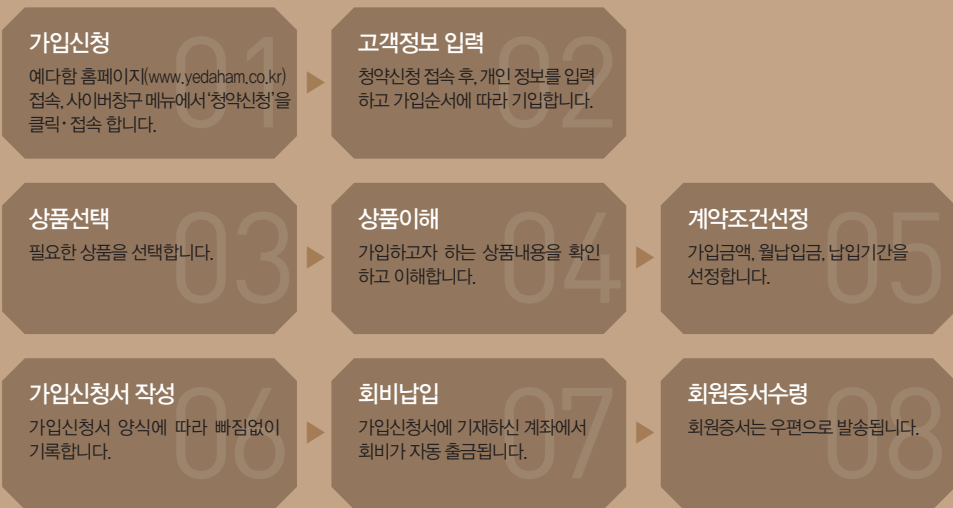 01
가입신청
예다함 홈페이지(www.yedaham.co.kr)
접속, 사이버창구 메뉴에서 '청약신청'을
클릭·접속 합니다.
02
고객정보 입력
청약신청 접속 후, 개인 정보를 입력
하고 가입순서에 따라 기입합니다.
03
상품선택
필요한 상품을 선택합니다.
04
상품이해
가입하고자 하는 상품내용을 확인
하고 이해합니다.
05
계약조건선정
가입금액, 월납입금, 납입기간을
선정합니다.
06
가입신청서 작성
가입신청서 양식에 따라 빠짐없이
기록합니다.
07
회비납입
가입신청서에 기재하신 계좌에서
회비가 자동 출금됩니다.
08
회원증서수령
회원증서는 우편으로 발송됩니다.